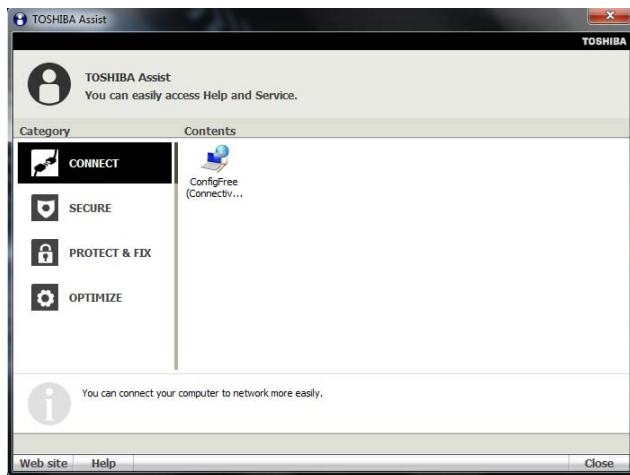 TOSHIBA Assist
TOSHIBA
TOSHIBA Assist
You can easily access Help and Service.
Category
Contents
CONNECT
SECURE
PROTECT & FIX
OPTIMIZE
ConfigFree
(Connectiv...
You can connect your computer to network more easily.
Web site
Help
Close